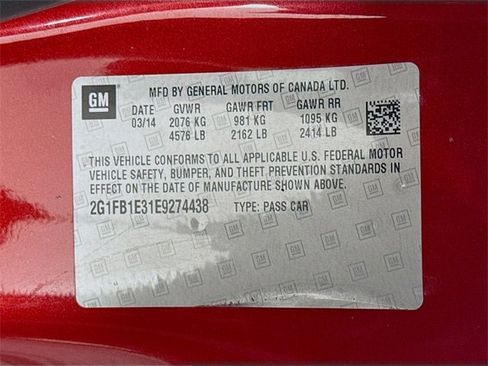 MFD BY GENERAL MOTORS OF CANADA LTD.
GM
DATE GVWR GAWR FRT GAWR RR
03/14 2076 KG 981 KG 1095 KG
4576 LB 2162 LB 2414 LB
THIS VEHICLE CONFORMS TO ALL APPLICABLE U.S. FEDERAL MOTOR
VEHICLE SAFETY, BUMPER, AND THEFT PREVENTION STANDARDS
IN EFFECT ON THE DATE OF MANUFACTURE SHOWN ABOVE.
2G1FB1E31E9274438 TYPE: PASS CAR